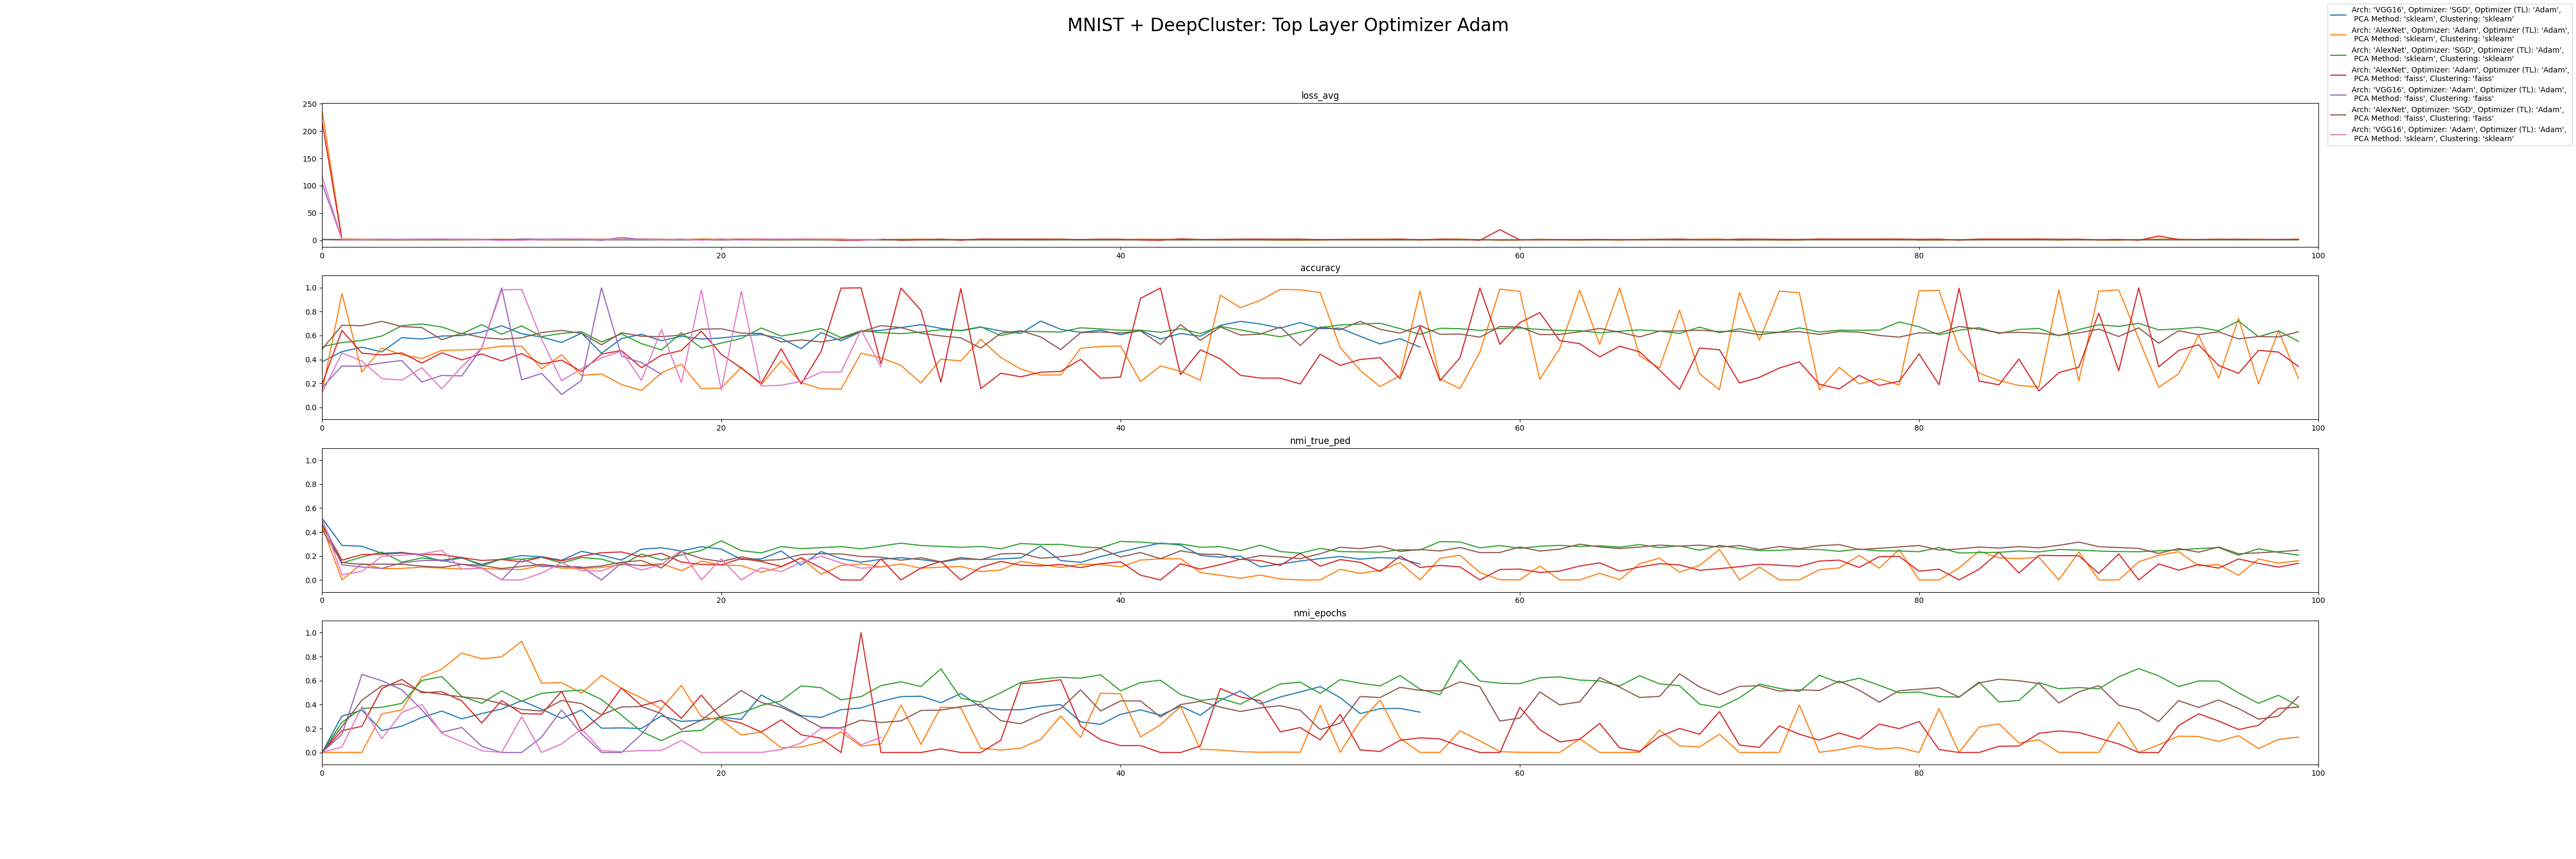 MNIST + DeepCluster: Top Layer Optimizer Adam
Arch: 'VGG16', Optimizer: 'SGD', Optimizer (TL): 'Adam',
PCA Method: 'sklearn', Clustering: 'sklearn'
Arch: 'AlexNet', Optimizer: 'Adam', Optimizer (TL): 'Adam',
PCA Method: 'sklearn', Clustering: 'sklearn'
Arch: 'AlexNet', Optimizer: 'SGD', Optimizer (TL): 'Adam',
PCA Method: 'sklearn', Clustering: 'sklearn'
Arch: 'AlexNet', Optimizer: 'Adam', Optimizer (TL): 'Adam',
PCA Method: 'faiss', Clustering: 'faiss'
Arch: 'VGG16', Optimizer: 'Adam', Optimizer (TL): 'Adam',
PCA Method: 'faiss', Clustering: 'faiss'
Arch: 'AlexNet', Optimizer: 'SGD', Optimizer (TL): 'Adam',
PCA Method: 'faiss', Clustering: 'faiss'
Arch: 'VGG16', Optimizer: 'Adam', Optimizer (TL): 'Adam',
PCA Method: 'sklearn', Clustering: 'sklearn'
loss_avg
250
200
150
100
50
0
0 20 40 60 80 100
accuracy
1.0
0.8
0.6
0.4
0.2
0.0
0 20 40 60 80 100
nmi_true_ped
1.0
0.8
0.6
0.4
0.2
0.0
0 20 40 60 80 100
nmi_epochs
1.0
0.8
0.6
0.4
0.2
0.0
0 20 40 60 80 100